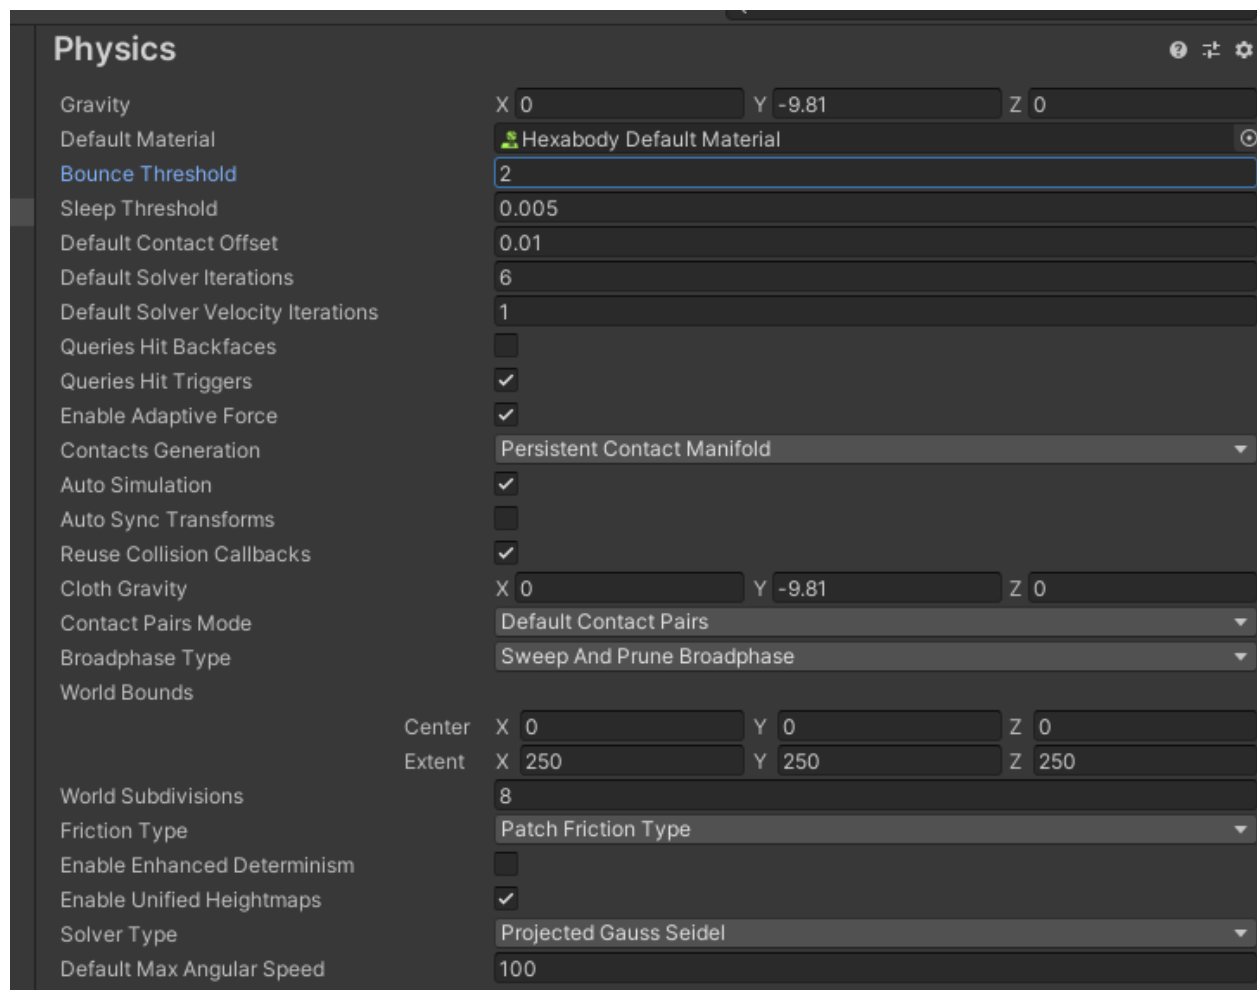 Physics
Gravity X 0 Y -9.81 Z 0
Default Material Hexabody Default Material
Bounce Threshold 2
Sleep Threshold 0.005
Default Contact Offset 0.01
Default Solver Iterations 6
Default Solver Velocity Iterations 1
Queries Hit Backfaces
Queries Hit Triggers
Enable Adaptive Force
Contacts Generation Persistent Contact Manifold
Auto Simulation
Auto Sync Transforms
Reuse Collision Callbacks
Cloth Gravity X 0 Y -9.81 Z 0
Contact Pairs Mode Default Contact Pairs
Broadphase Type Sweep And Prune Broadphase
World Bounds
Center X 0 Y 0 Z 0
Extent X 250 Y 250 Z 250
World Subdivisions 8
Friction Type Patch Friction Type
Enable Enhanced Determinism
Enable Unified Heightmaps
Solver Type Projected Gauss Seidel
Default Max Angular Speed 100